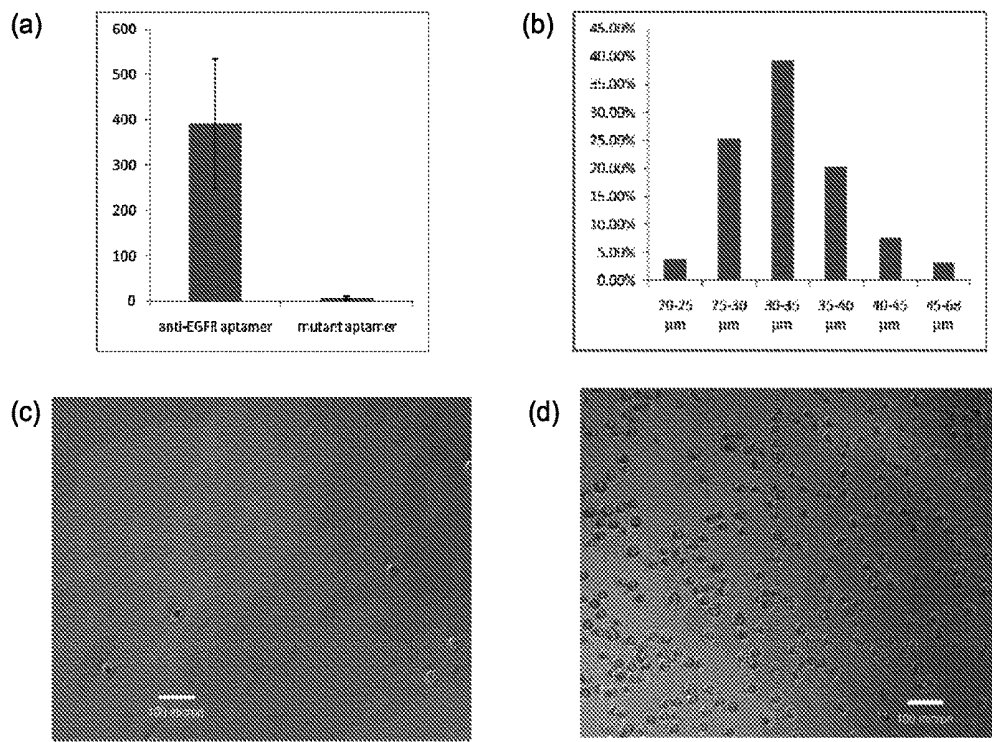 (a)
600
500
400
300
200
100
0
anti-EGFR aptamer
mutant aptamer
(b)
45.00%
40.00%
35.00%
30.00%
25.00%
20.00%
15.00%
10.00%
5.00%
0.00%
20-25 µm
25-30 µm
30-35 µm
35-40 µm
40-45 µm
µm
(c)
(d)